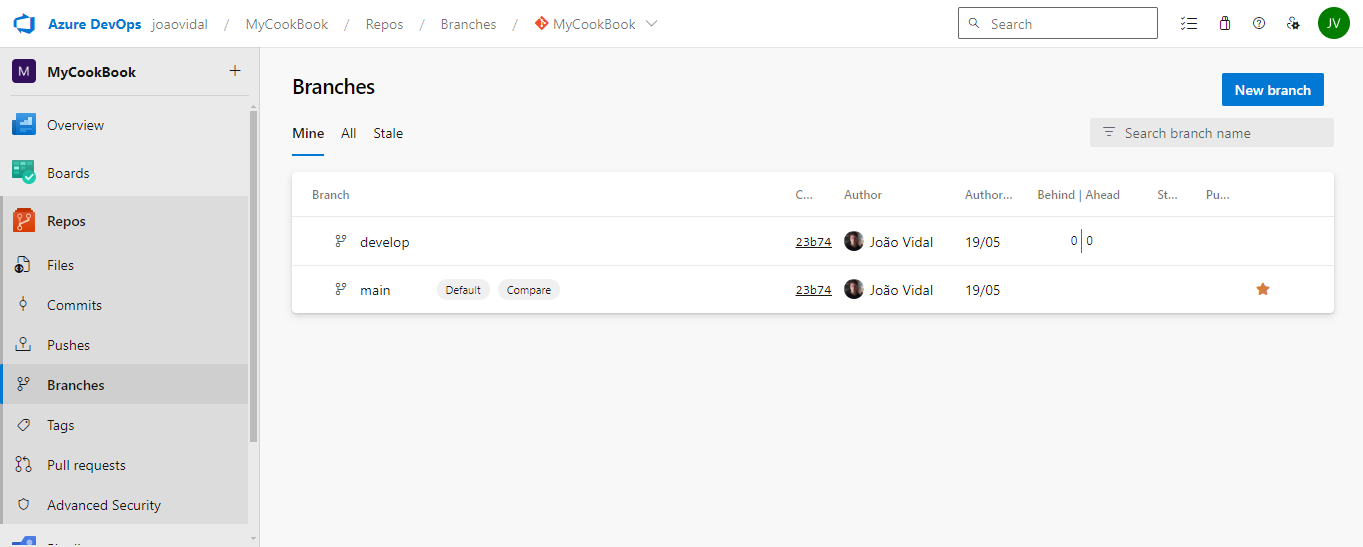 Azure DevOps joaovidal / MyCookBook / Repos / Branches / MyCookBook Search JV
M MyCookBook +
Overview
Boards
Repos
Files
Commits
Pushes
Branches
Tags
Pull requests
Advanced Security
Branches
New branch
Mine All Stale
Search branch name
Branch C... Author Author... Behind | Ahead St... Pu...
develop 23b74 João Vidal 19/05 0 | 0
main Default Compare 23b74 João Vidal 19/05